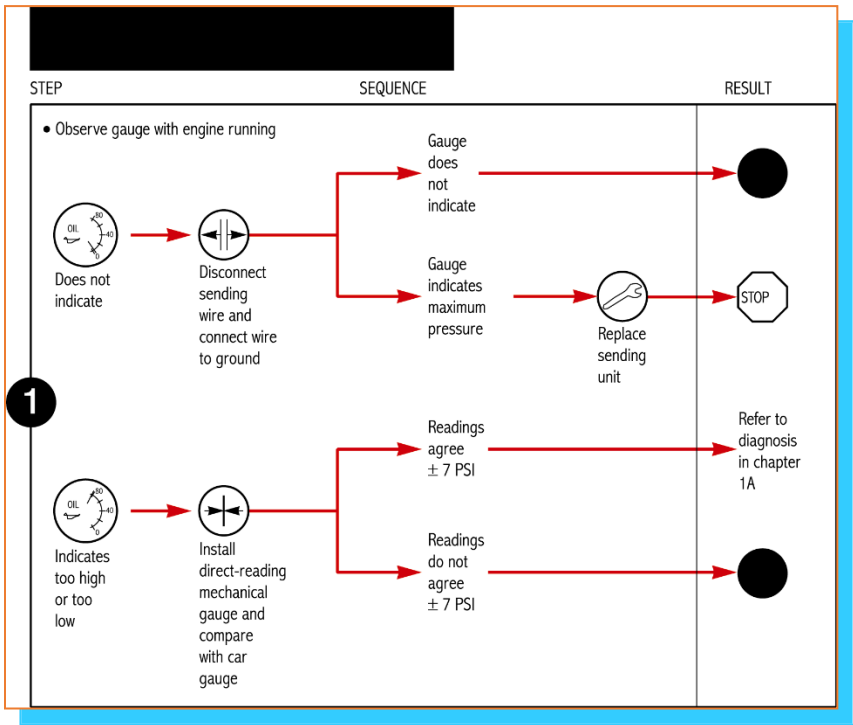 STEP SEQUENCE RESULT
• Observe gauge with engine running
OIL 80 40 0
Does not
indicate
Disconnect
sending
wire and
connect wire
to ground
Gauge
does
not
indicate
Gauge
indicates
maximum
pressure
Replace
sending
unit
STOP
1
OIL 80 40 0
Indicates
too high
or too
low
Install
direct-reading
mechanical
gauge and
compare
with car
gauge
Readings
agree
± 7 PSI
Refer to
diagnosis
in chapter
1A
Readings
do not
agree
± 7 PSI